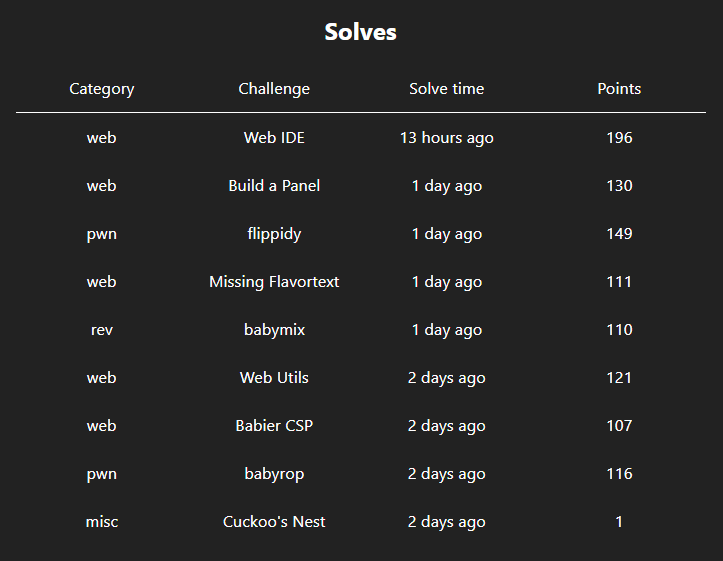 Solves
Category Challenge Solve time Points
web Web IDE 13 hours ago 196
web Build a Panel 1 day ago 130
pwn flippidy 1 day ago 149
web Missing Flavortext 1 day ago 111
rev babymix 1 day ago 110
web Web Utils 2 days ago 121
web Babier CSP 2 days ago 107
pwn babyrop 2 days ago 116
misc Cuckoo's Nest 2 days ago 1